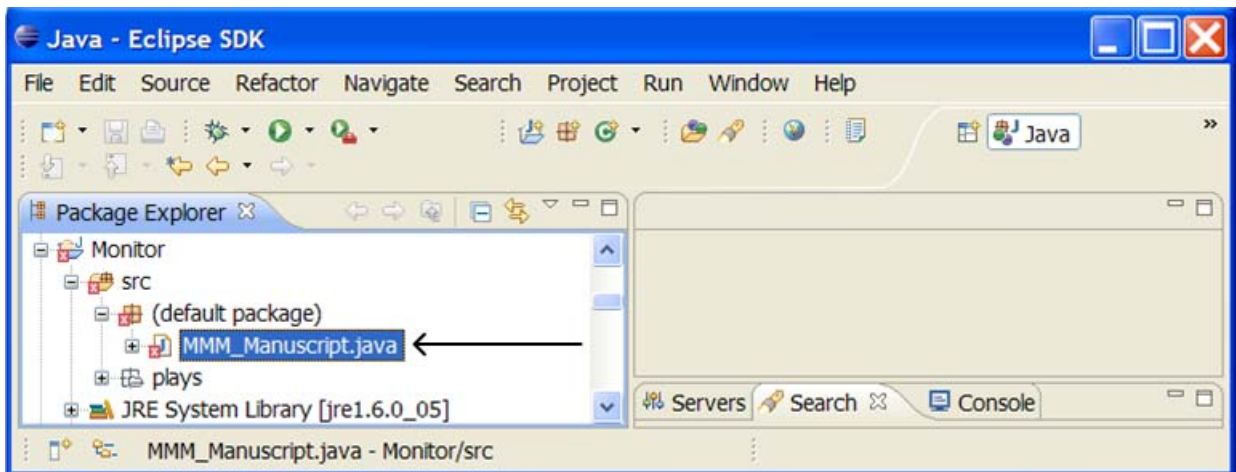 Java - Eclipse SDK
File Edit Source Refactor Navigate Search Project Run Window Help
Java
Package Explorer
Monitor
src
(default package)
MMM_Manuscript.java
plays
JRE System Library [jre1.6.0_05]
Servers Search Console
MMM_Manuscript.java - Monitor/src